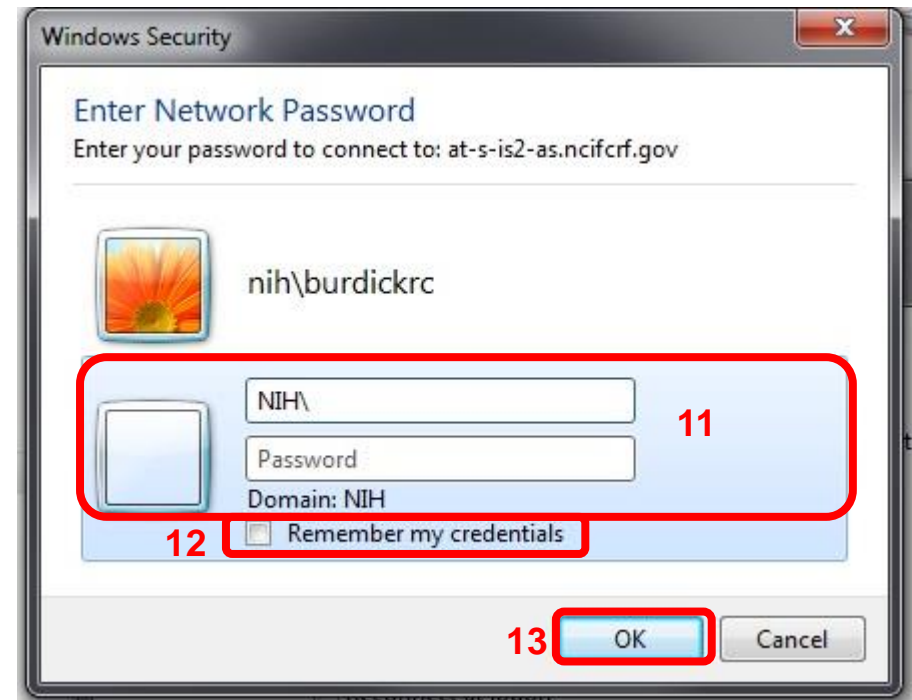 Windows Security
x
Enter Network Password
Enter your password to connect to: at-s-is2-as.ncifcrf.gov
nih\burdickrc
NIH\
11
Password
Domain: NIH
12
Remember my credentials
13
OK
Cancel